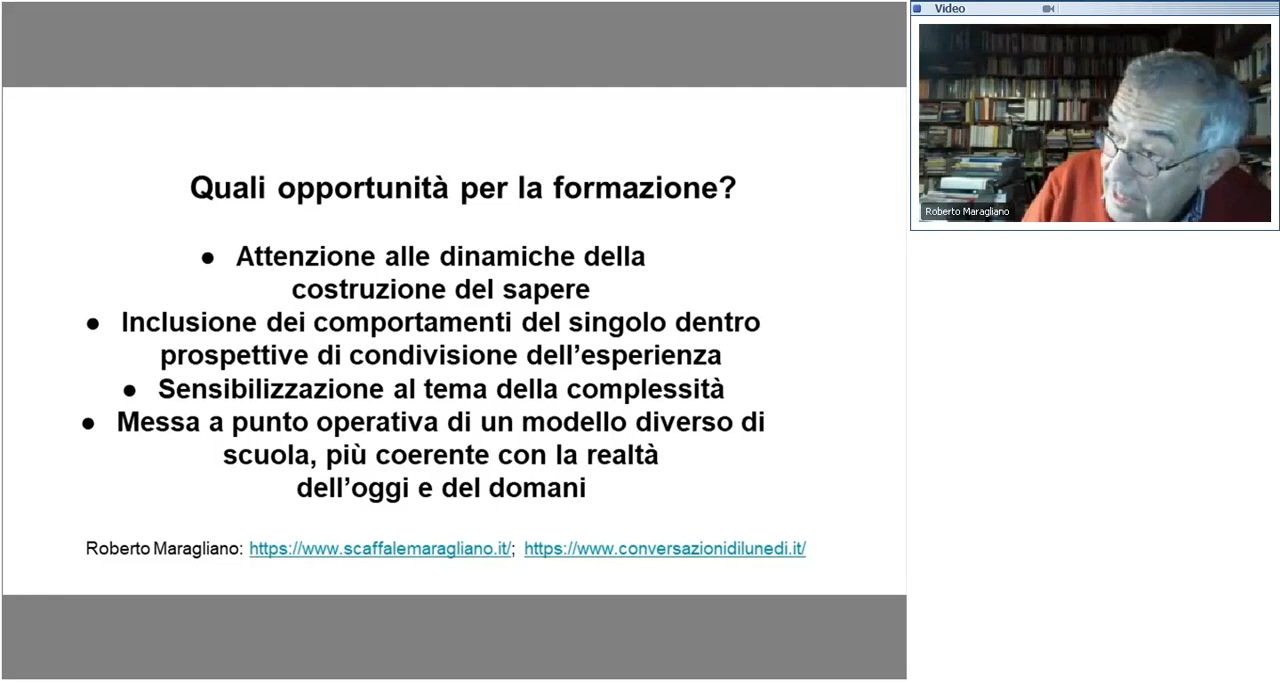 Video
Roberto Maragliano
Quali opportunità per la formazione?
● Attenzione alle dinamiche della
costruzione del sapere
● Inclusione dei comportamenti del singolo dentro
prospettive di condivisione dell’esperienza
● Sensibilizzazione al tema della complessità
● Messa a punto operativa di un modello diverso di
scuola, più coerente con la realtà
dell’oggi e del domani
Roberto Maragliano: https://www.scaffalemaragliano.it/; https://www.conversazionidilunedi.it/